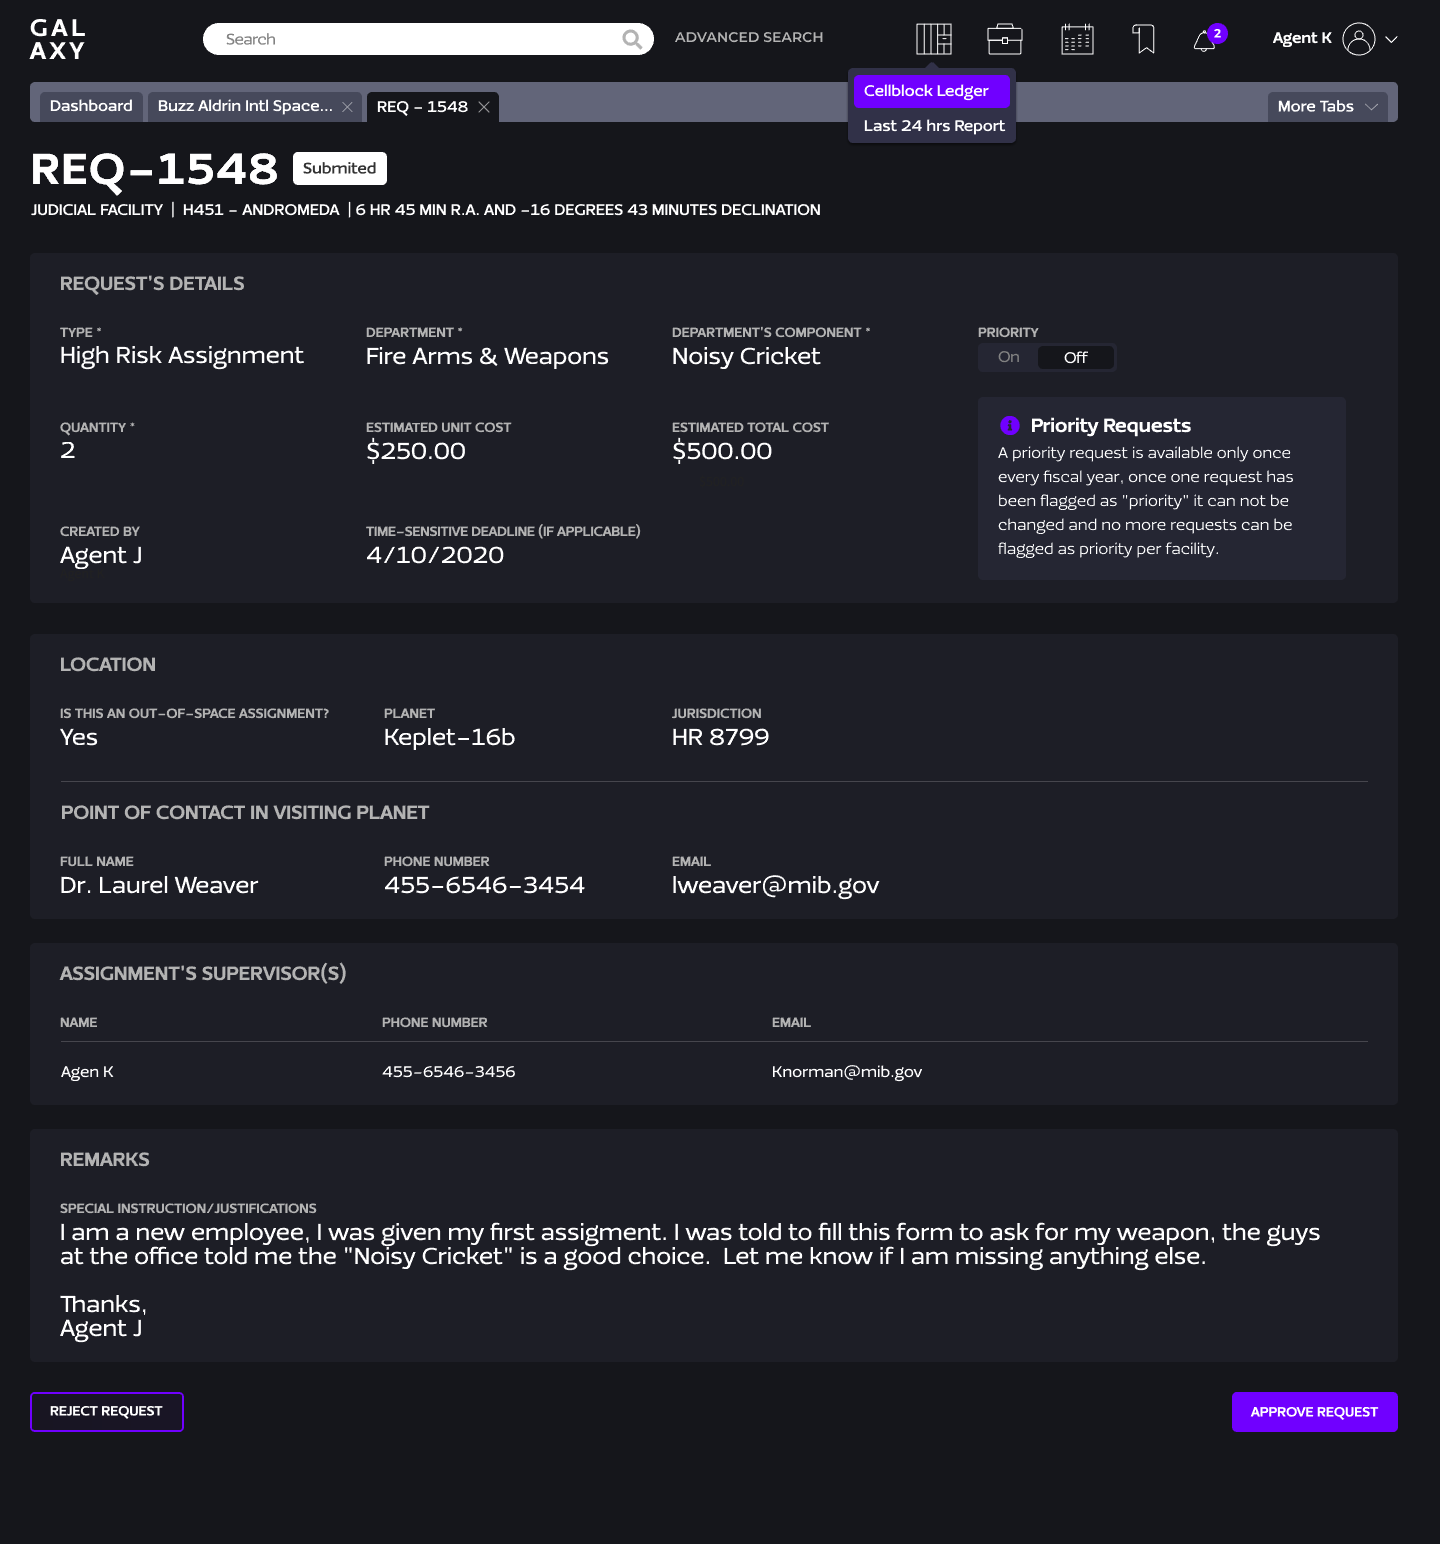 GAL
AXY
Search
ADVANCED SEARCH
2
Agent K
Cellblock Ledger
Last 24 hrs Report
Dashboard
Buzz Aldrin Intl Space...
REQ - 1548
More Tabs
REQ-1548
Submited
JUDICIAL FACILITY | H451 - ANDROMEDA | 6 HR 45 MIN R.A. AND -16 DEGREES 43 MINUTES DECLINATION
REQUEST'S DETAILS
TYPE *
High Risk Assignment
DEPARTMENT *
Fire Arms & Weapons
DEPARTMENT'S COMPONENT *
Noisy Cricket
PRIORITY
On Off
QUANTITY *
2
ESTIMATED UNIT COST
$250.00
ESTIMATED TOTAL COST
$500.00
i Priority Requests
A priority request is available only once
every fiscal year, once one request has
been flagged as "priority" it can not be
changed and no more requests can be
flagged as priority per facility.
CREATED BY
Agent J
TIME-SENSITIVE DEADLINE (IF APPLICABLE)
4/10/2020
LOCATION
IS THIS AN OUT-OF-SPACE ASSIGNMENT?
Yes
PLANET
Keplet-16b
JURISDICTION
HR 8799
POINT OF CONTACT IN VISITING PLANET
FULL NAME
Dr. Laurel Weaver
PHONE NUMBER
455-6546-3454
EMAIL
lweaver@mib.gov
ASSIGNMENT'S SUPERVISOR(S)
NAME PHONE NUMBER EMAIL
Agen K 455-6546-3456 Knorman@mib.gov
REMARKS
SPECIAL INSTRUCTION/JUSTIFICATIONS
I am a new employee, I was given my first assigment. I was told to fill this form to ask for my weapon, the guys
at the office told me the "Noisy Cricket" is a good choice. Let me know if I am missing anything else.
Thanks,
Agent J
REJECT REQUEST
APPROVE REQUEST